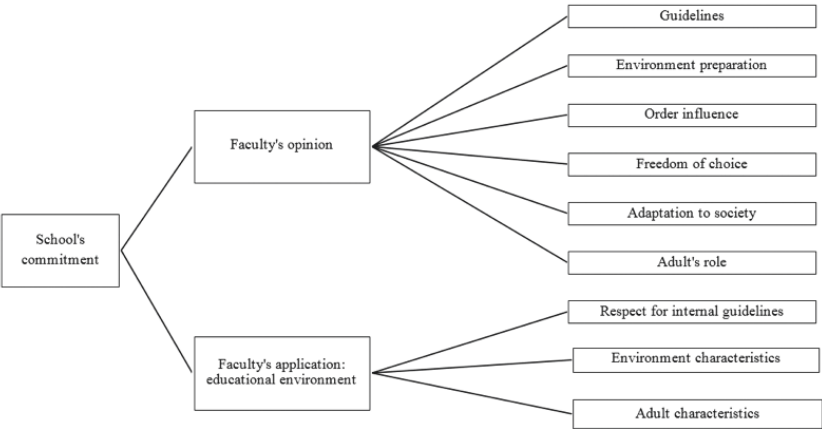 School's
commitment
Faculty's opinion
Guidelines
Environment preparation
Order influence
Freedom of choice
Adaptation to society
Adult's role
Faculty's application:
educational environment
Respect for internal guidelines
Environment characteristics
Adult characteristics